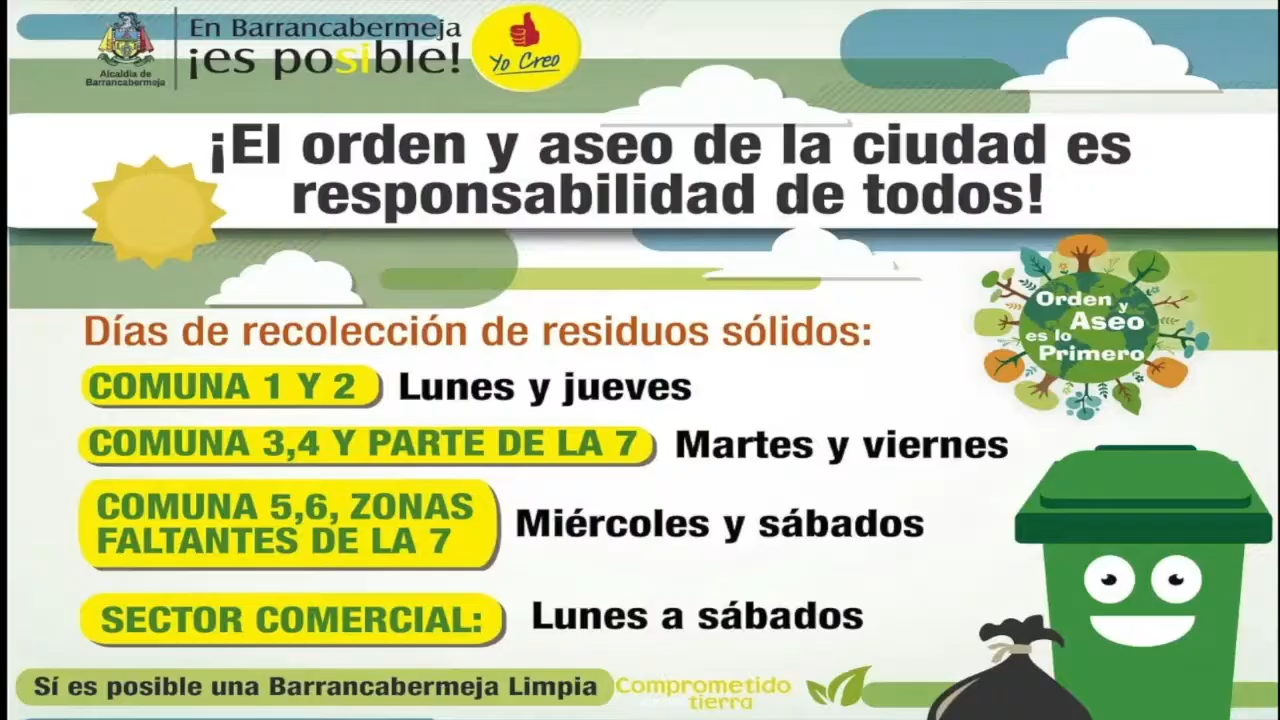 Alcaldía de
Barrancabermeja
En Barrancabermeja
¡es posible!
Yo Creo
¡El orden y aseo de la ciudad es
responsabilidad de todos!
Orden y
Aseo
es lo
Primero
Días de recolección de residuos sólidos:
COMUNA 1 Y 2 Lunes y jueves
COMUNA 3,4 Y PARTE DE LA 7 Martes y viernes
COMUNA 5,6, ZONAS
FALTANTES DE LA 7 Miércoles y sábados
SECTOR COMERCIAL: Lunes a sábados
Sí es posible una Barrancabermeja Limpia
Comprometido
tierra